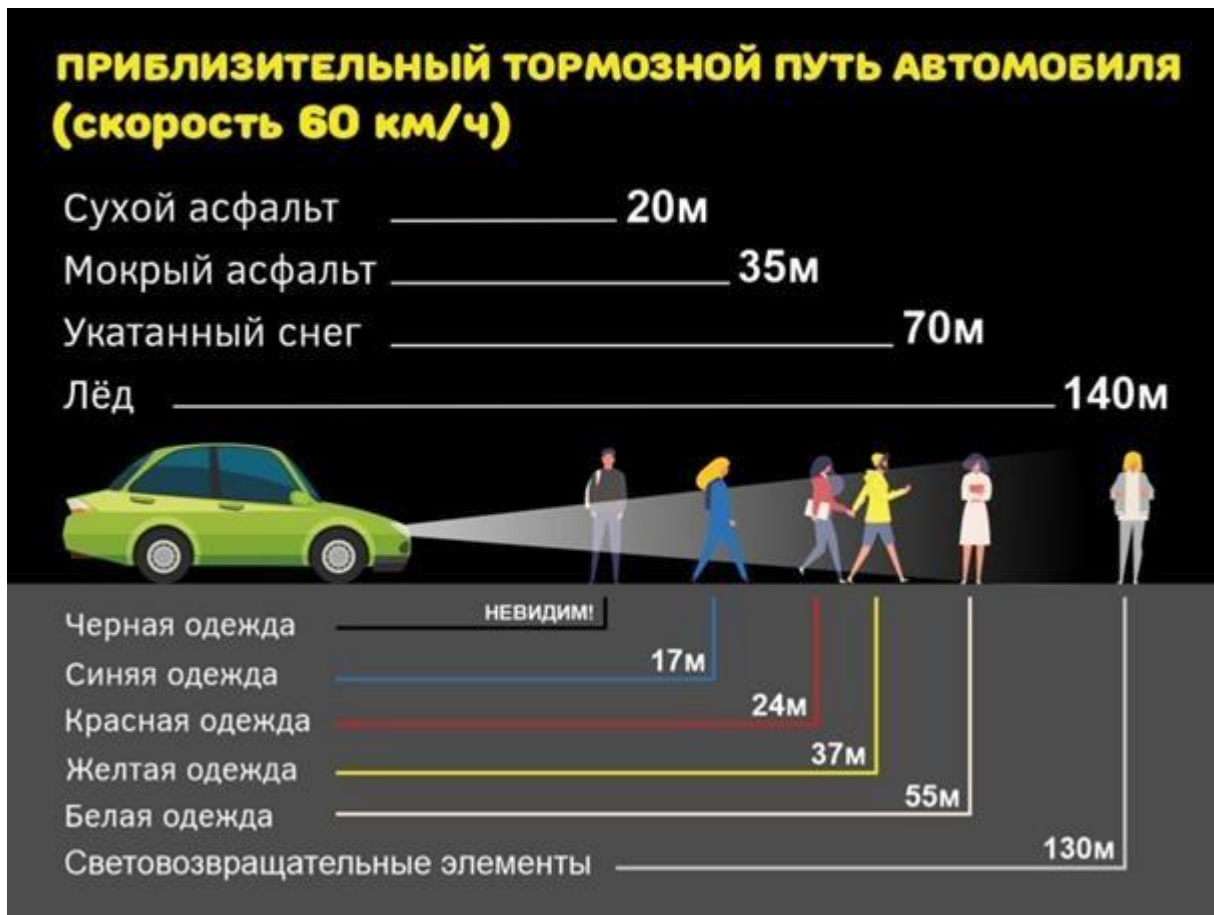 ПРИБЛИЗИТЕЛЬНЫЙ ТОРМОЗНОЙ ПУТЬ АВТОМОБИЛЯ
(скорость 60 км/ч)
Сухой асфальт 20м
Мокрый асфальт 35м
Укатанный снег 70м
Лёд 140м
Черная одежда НЕВИДИМ!
Синяя одежда 17м
Красная одежда 24м
Желтая одежда 37м
Белая одежда 55м
Световозвращательные элементы 130м